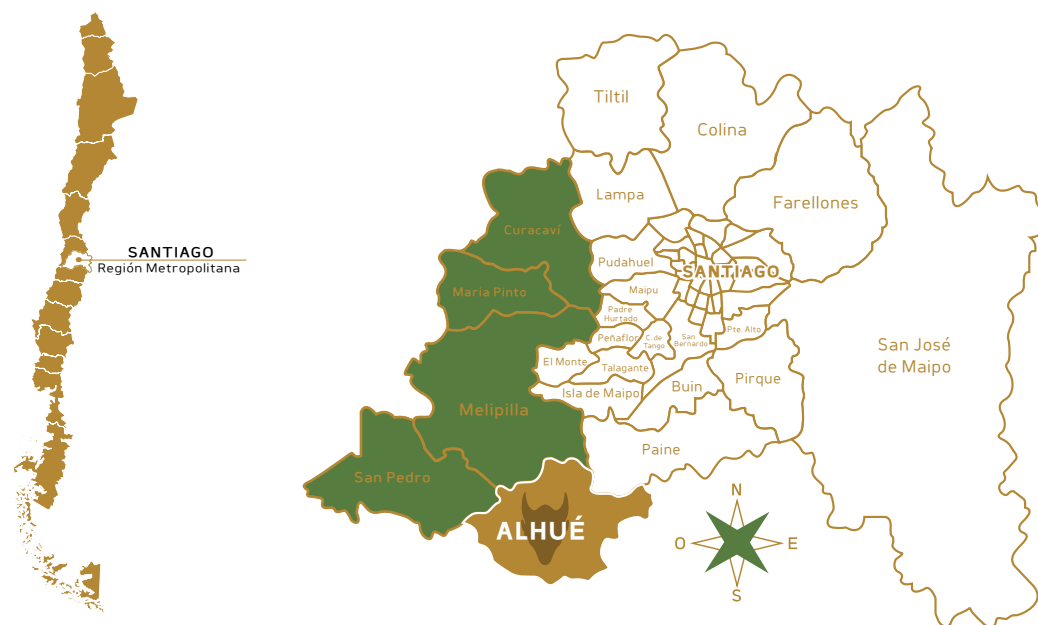 SANTIAGO
Región Metropolitana
Tiltil
Colina
Lampa
Farellones
Curacaví
Pudahuel
SANTIAGO
Maria Pinto
Maipu
Padre
Hurtado
Peñaflor
C. de
Tango
San
Bernardo
Pte. Alto
San José
de Maipo
El Monte
Talagante
Isla de Maipo
Buin
Pirque
Melipilla
Paine
San Pedro
ALHUÉ
N
O
E
S